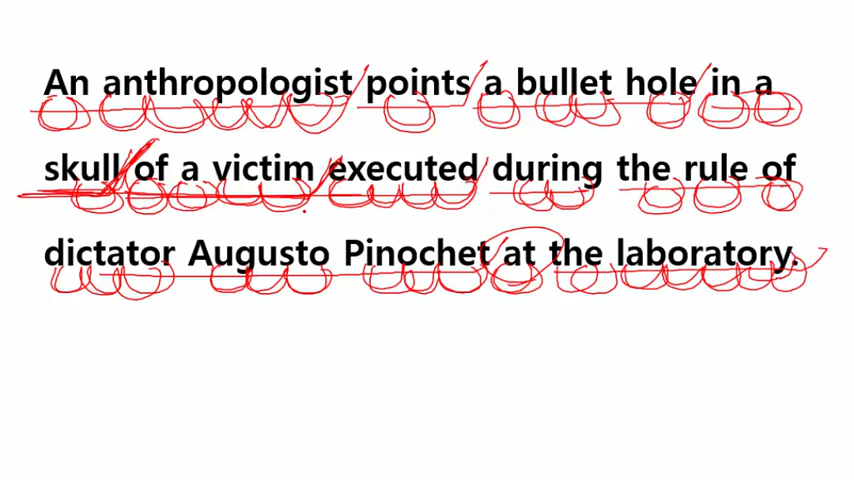 An anthropologist points a bullet hole in a
skull of a victim executed during the rule of
dictator Augusto Pinochet at the laboratory.